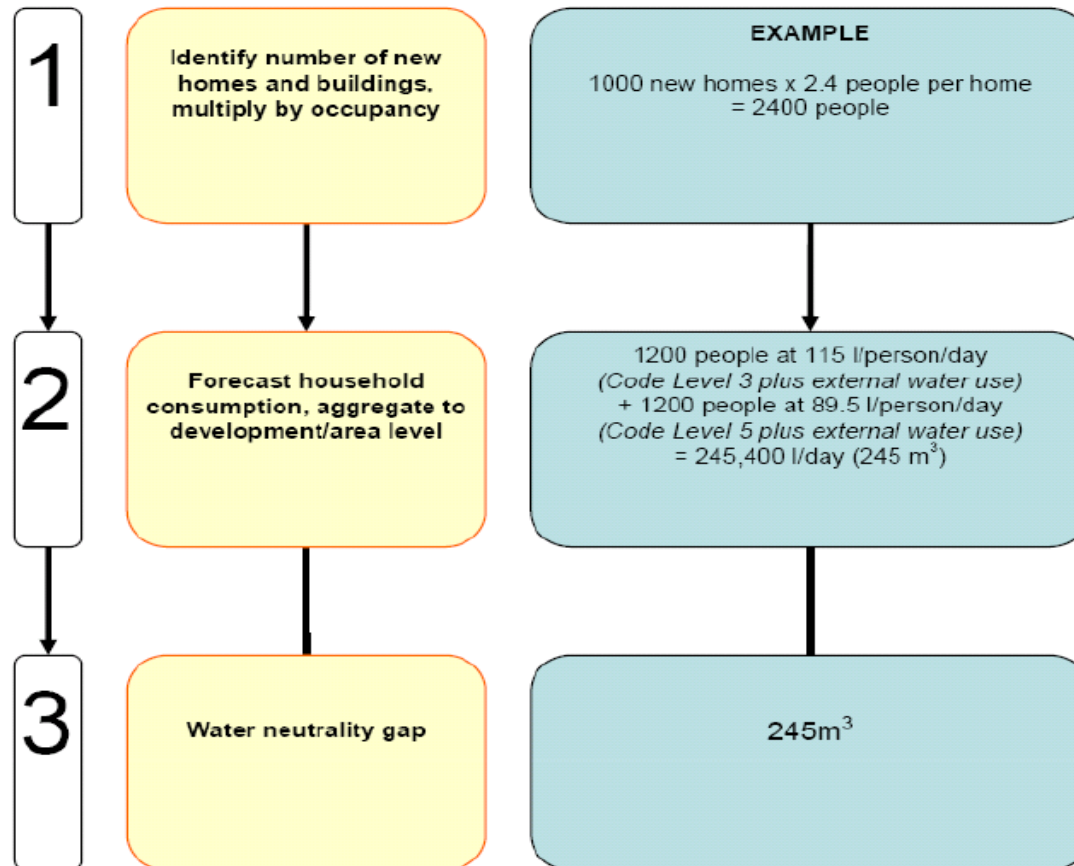 1
Identify number of new
homes and buildings,
multiply by occupancy
EXAMPLE
1000 new homes x 2.4 people per home
= 2400 people
2
Forecast household
consumption, aggregate to
development/area level
1200 people at 115 l/person/day
(Code Level 3 plus external water use)
+ 1200 people at 89.5 l/person/day
(Code Level 5 plus external water use)
= 245,400 l/day (245 m³)
3
Water neutrality gap
245m³